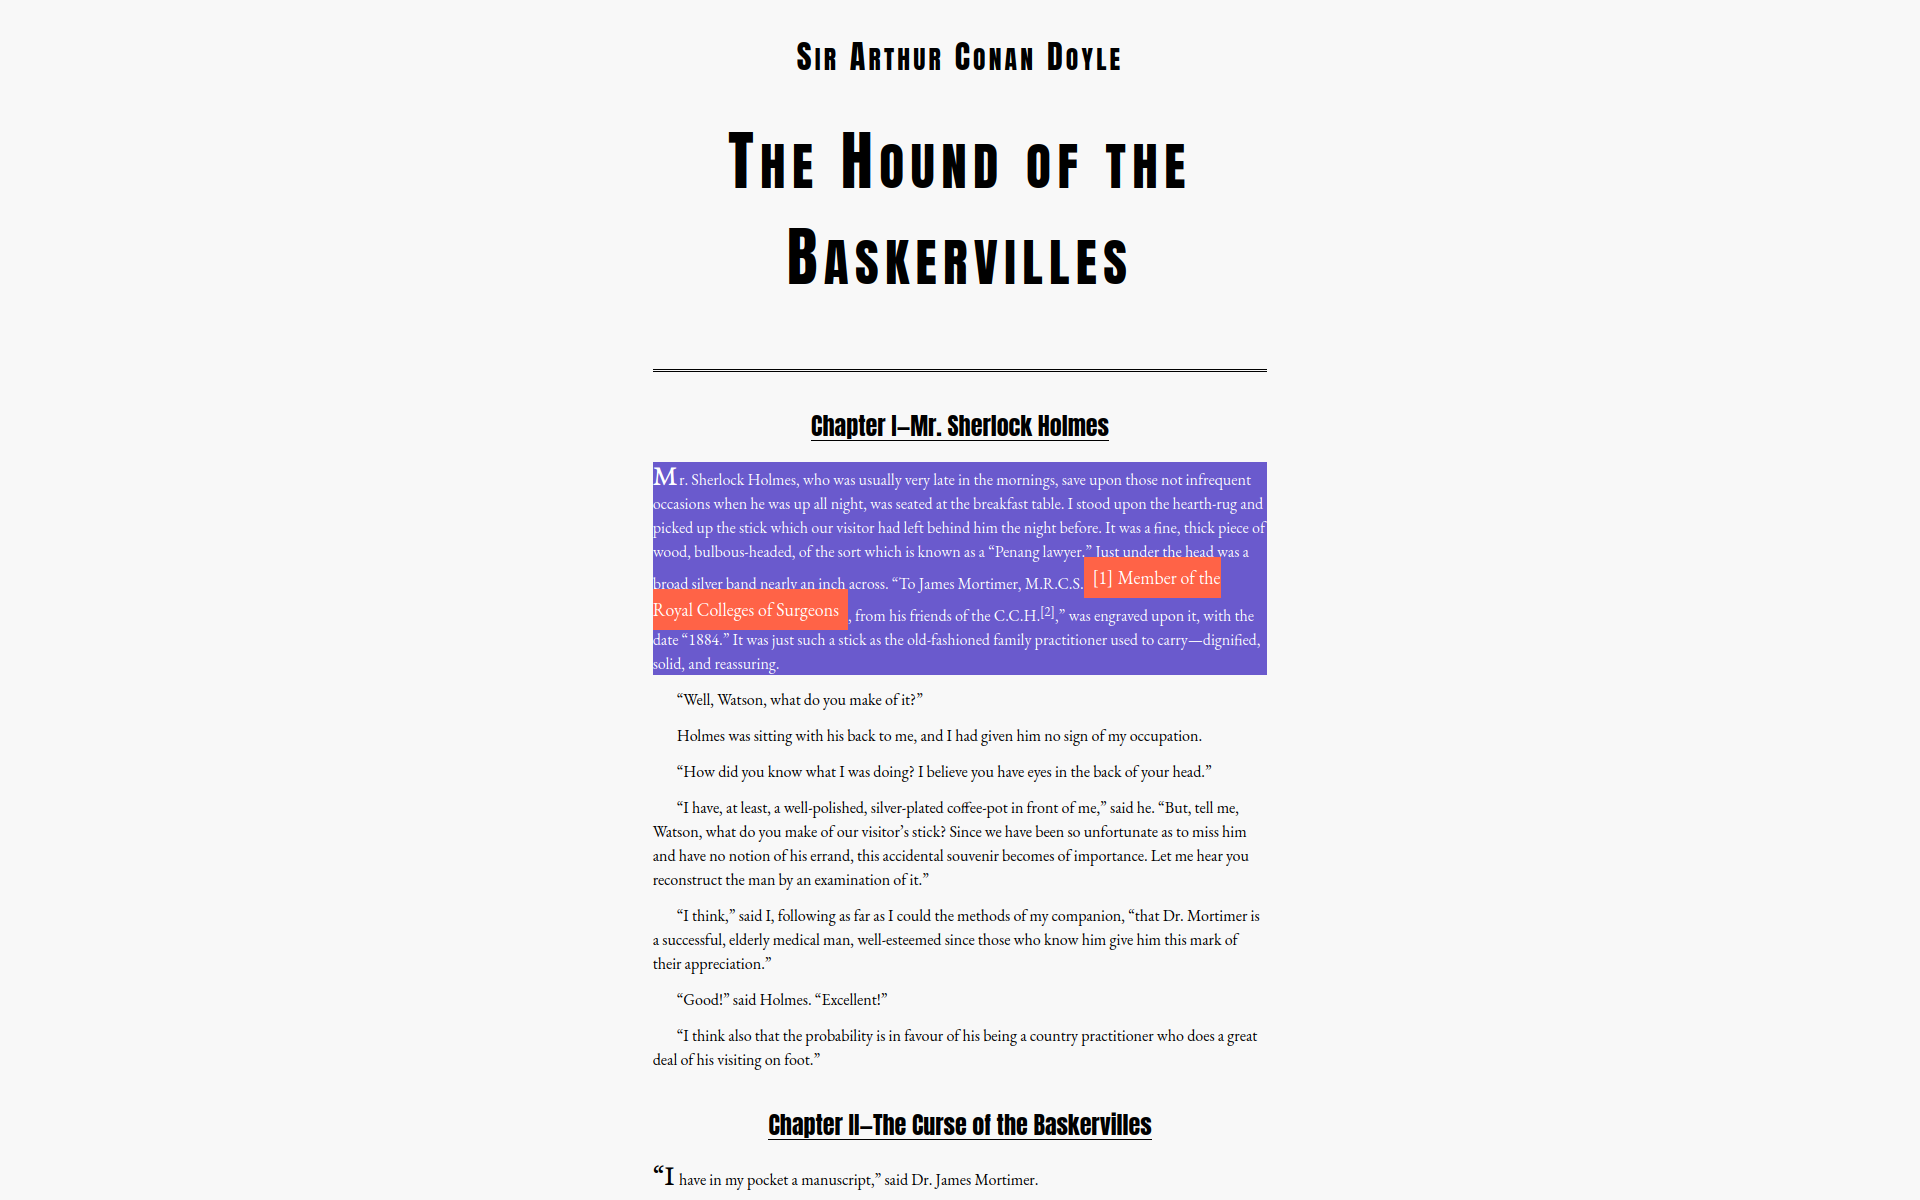 Sir Arthur Conan Doyle
The Hound of the
Baskervilles
Chapter I—Mr. Sherlock Holmes
Mr. Sherlock Holmes, who was usually very late in the mornings, save upon those not infrequent
occasions when he was up all night, was seated at the breakfast table. I stood upon the hearth-rug and
picked up the stick which our visitor had left behind him the night before. It was a fine, thick piece of
wood, bulbous-headed, of the sort which is known as a “Penang lawyer.” Just under the head was a
broad silver band nearly an inch across. “To James Mortimer, M.R.C.S. [1] Member of the
Royal Colleges of Surgeons , from his friends of the C.C.H.[2],” was engraved upon it, with the
date “1884.” It was just such a stick as the old-fashioned family practitioner used to carry—dignified,
solid, and reassuring.
“Well, Watson, what do you make of it?”
Holmes was sitting with his back to me, and I had given him no sign of my occupation.
“How did you know what I was doing? I believe you have eyes in the back of your head.”
“I have, at least, a well-polished, silver-plated coffee-pot in front of me,” said he. “But, tell me,
Watson, what do you make of our visitor’s stick? Since we have been so unfortunate as to miss him
and have no notion of his errand, this accidental souvenir becomes of importance. Let me hear you
reconstruct the man by an examination of it.”
“I think,” said I, following as far as I could the methods of my companion, “that Dr. Mortimer is
a successful, elderly medical man, well-esteemed since those who know him give him this mark of
their appreciation.”
“Good!” said Holmes. “Excellent!”
“I think also that the probability is in favour of his being a country practitioner who does a great
deal of his visiting on foot.”
Chapter II—The Curse of the Baskervilles
“I have in my pocket a manuscript,” said Dr. James Mortimer.